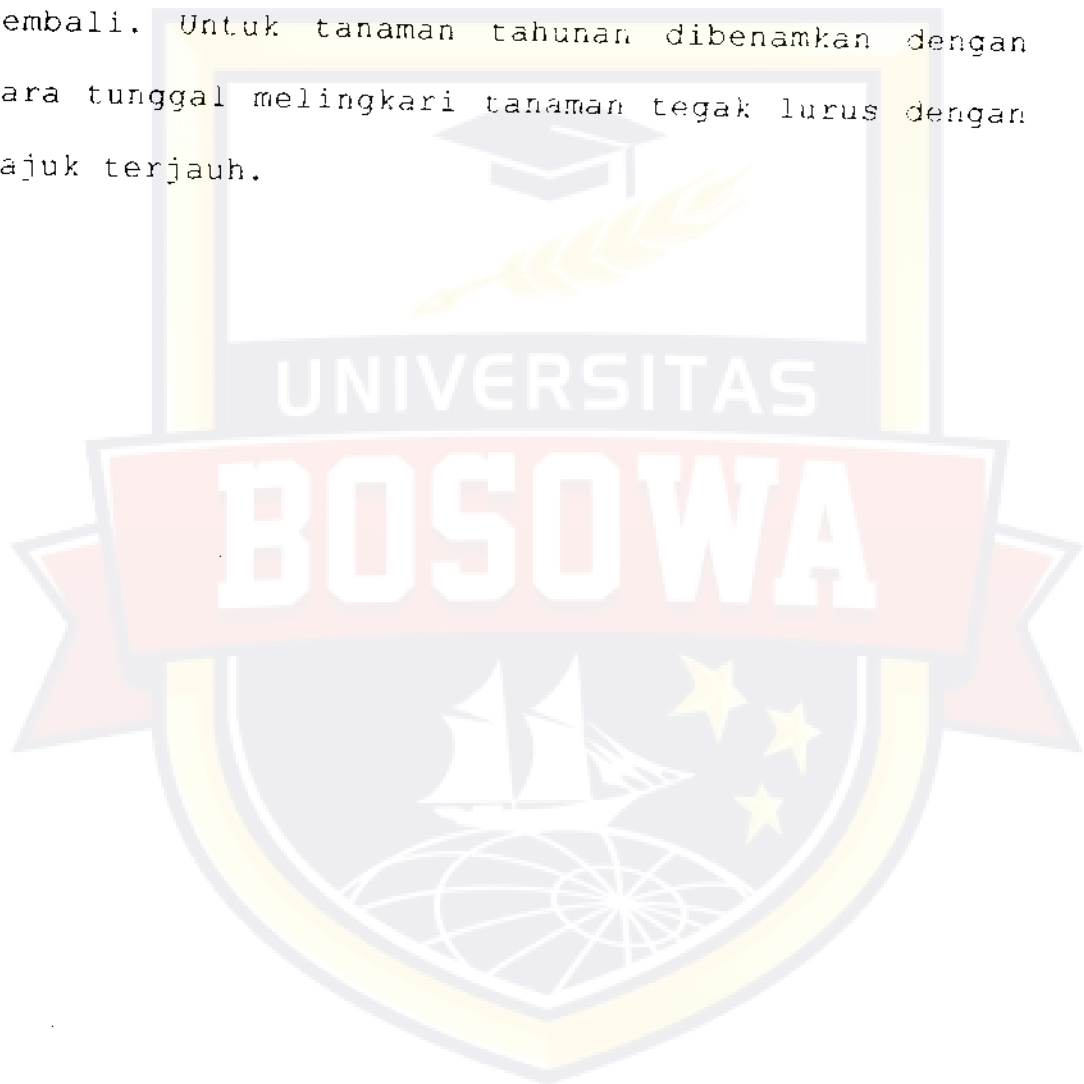 embali. Untuk tanaman tahunan dibenamkan dengan
ara tunggal melingkari tanaman tegak lurus dengan
ajuk terjauh.
UNIVERSITAS
BOSOWA